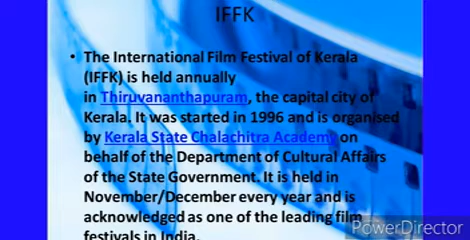 IFFK
• The International Film Festival of Kerala
(IFFK) is held annually
in Thiruvananthapuram, the capital city of
Kerala. It was started in 1996 and is organised
by Kerala State Chalachitra Academy on
behalf of the Department of Cultural Affairs
of the State Government. It is held in
November/December every year and is
acknowledged as one of the leading film
festivals in India.
PowerDirector